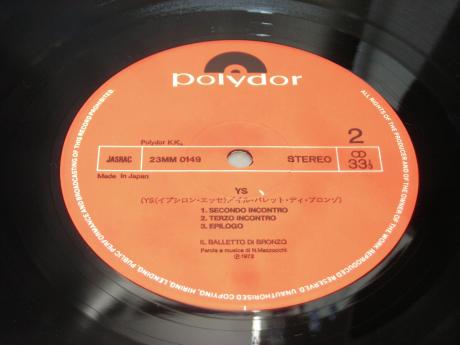 polydor
Polydor K.K.
2
JASRAC
23MM 0149
STEREO
33⅓
Made in Japan
YS
(YS(イプシロン・エッセ)/イル・バレット・ディ・ブロンゾ)
1. SECONDO INCONTRO
2. TERZO INCONTRO
3. EPILOGO
IL BALLETTO DI BRONZO
Parole e musica di N.Mazzocchi
℗1972
ALL RIGHTS OF THE PRODUCER AND OF THE OWNER OF THE WORK REPRODUCED RESERVED. UNAUTHORISED COPYING, HIRING, LENDING, PUBLIC PERFORMANCE AND BROADCASTING OF THIS RECORD PROHIBITED.